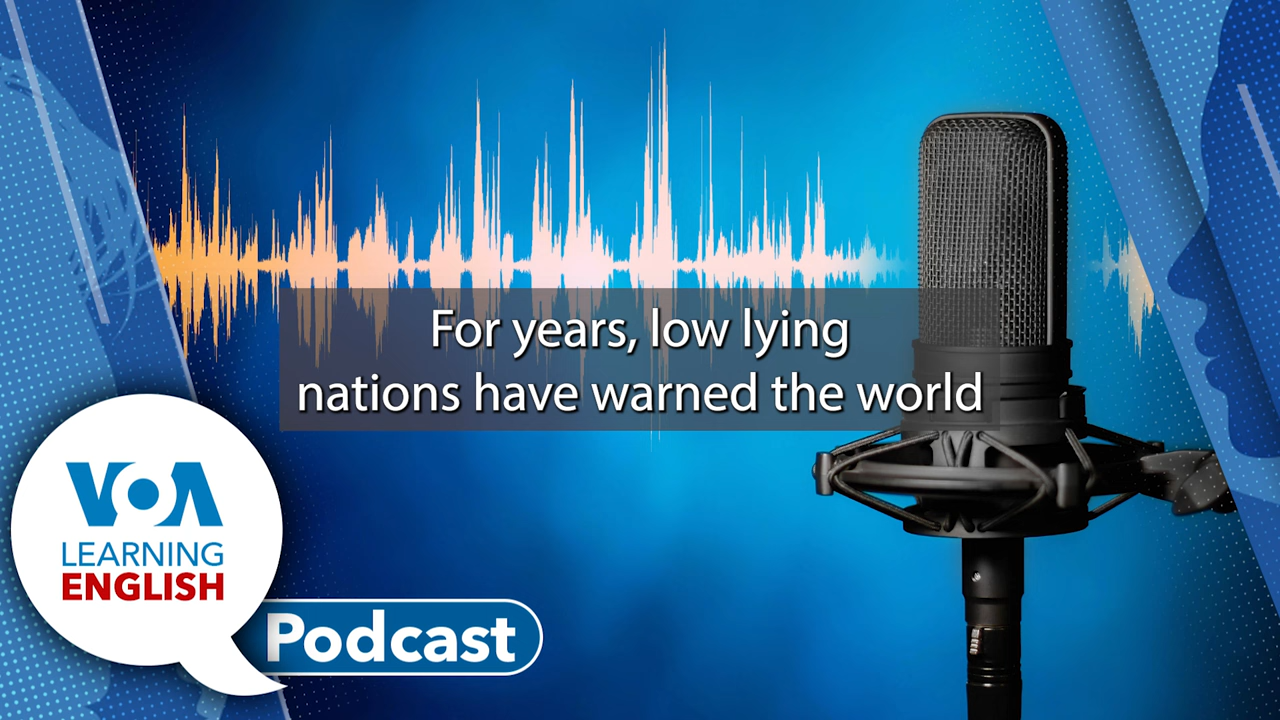 For years, low lying
nations have warned the world
VOA
LEARNING
ENGLISH
Podcast